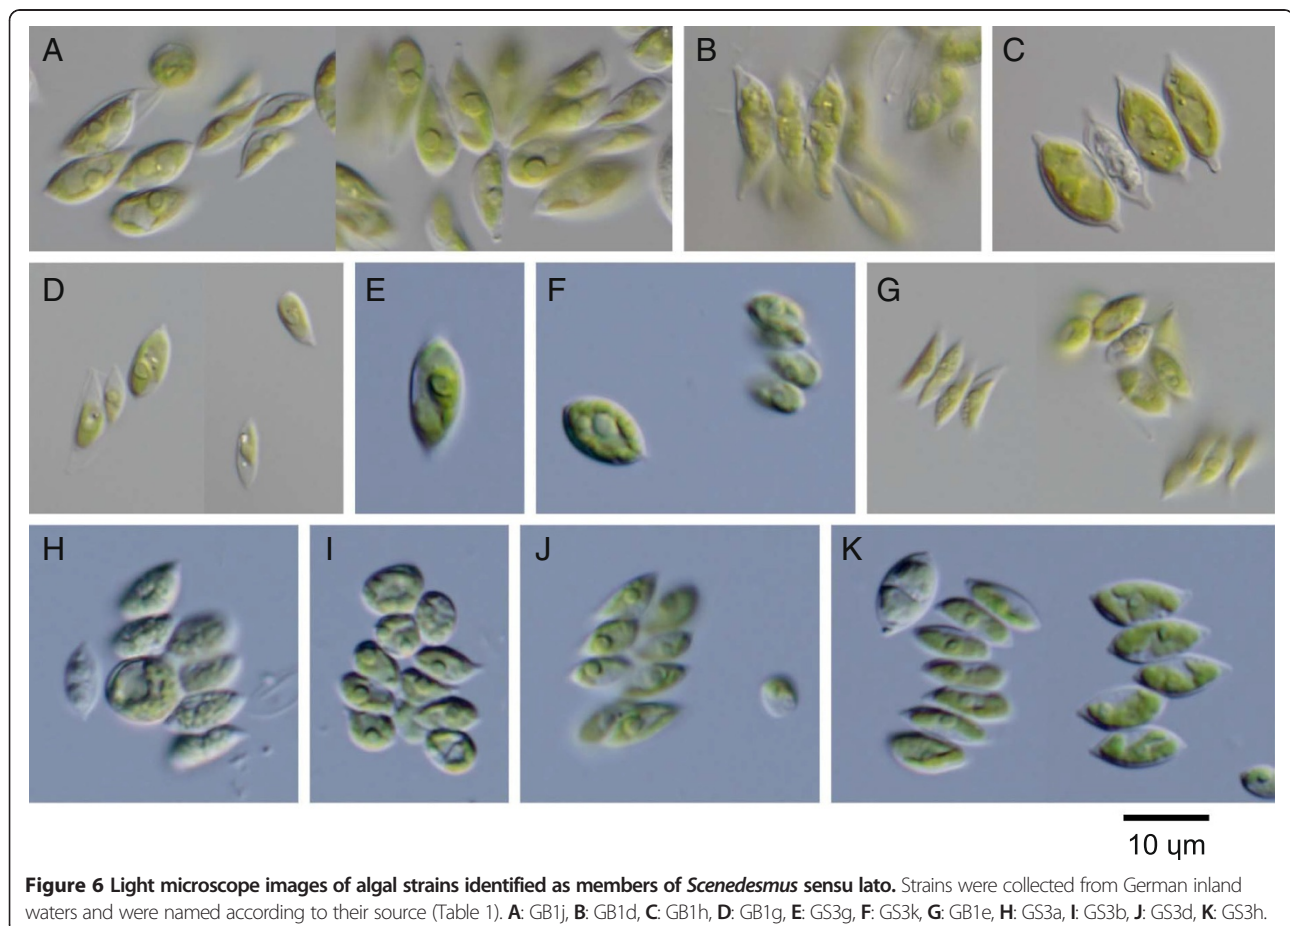 A
B
C
D
E
F
G
H
I
J
K
10 µm
Figure 6 Light microscope images of algal strains identified as members of Scenedesmus sensu lato. Strains were collected from German inland
waters and were named according to their source (Table 1). A: GB1j, B: GB1d, C: GB1h, D: GB1g, E: GS3g, F: GS3k, G: GB1e, H: GS3a, I: GS3b, J: GS3d, K: GS3h.